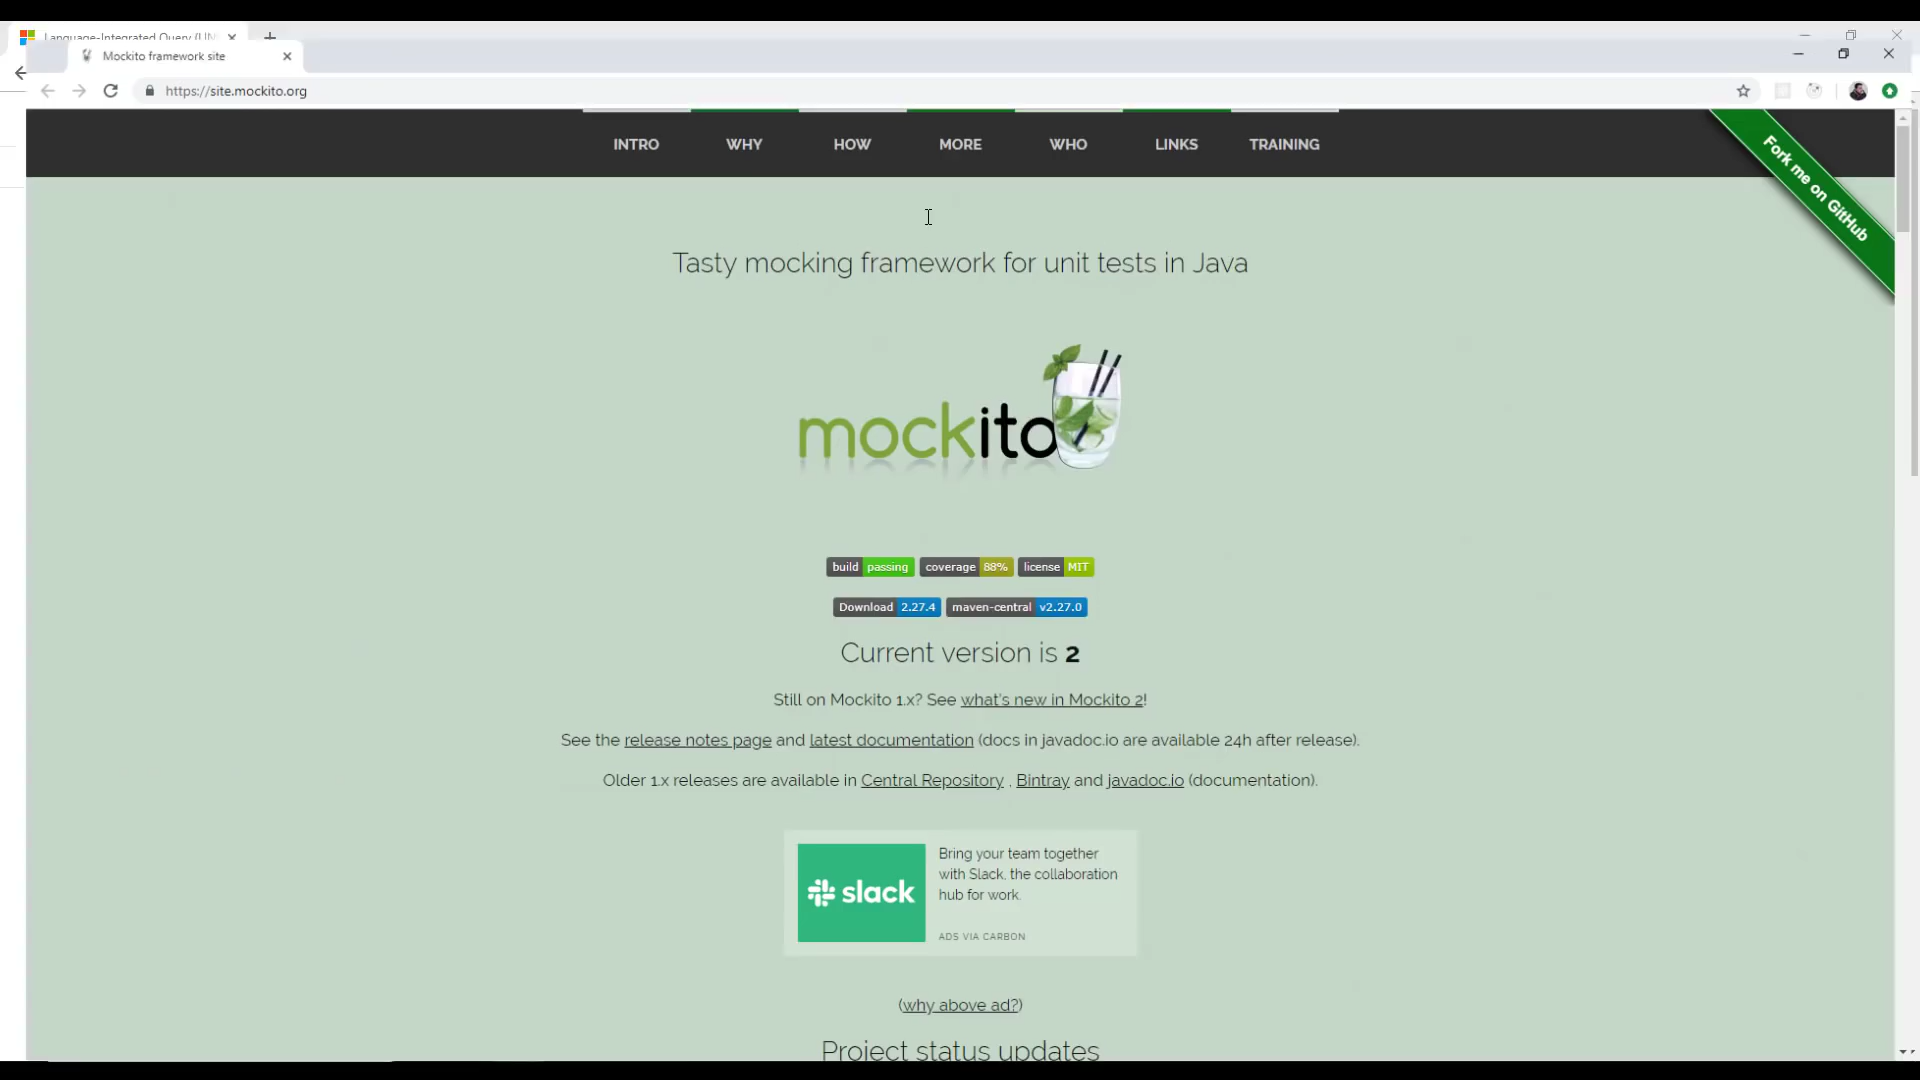 Language-Integrated Query (LIN
Mockito framework site
https://site.mockito.org
INTRO WHY HOW MORE WHO LINKS TRAINING
Fork me on GitHub
Tasty mocking framework for unit tests in Java
mockito
build passing coverage 88% license MIT
Download 2.27.4 maven-central v2.27.0
Current version is 2
Still on Mockito 1.x? See what's new in Mockito 2!
See the release notes page and latest documentation (docs in javadoc.io are available 24h after release).
Older 1.x releases are available in Central Repository , Bintray and javadoc.io (documentation).
slack
Bring your team together
with Slack, the collaboration
hub for work.
ADS VIA CARBON
(why above ad?)
Project status updates